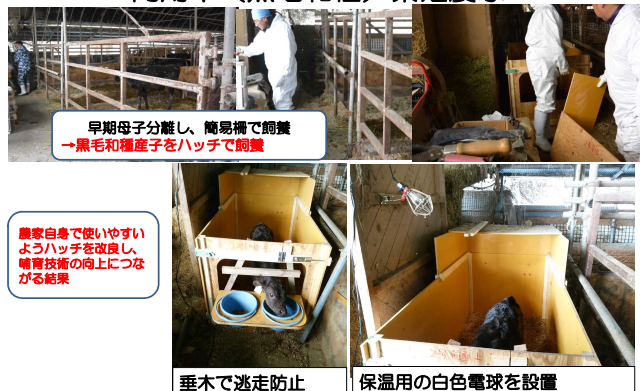 早期母子分離し、簡易柵で飼養
→黒毛和種産子をハッチで飼養
農家自身で使いやすい
ようハッチを改良し、
哺育技術の向上につな
がる結果
垂木で逃走防止
保温用の白色電球を設置